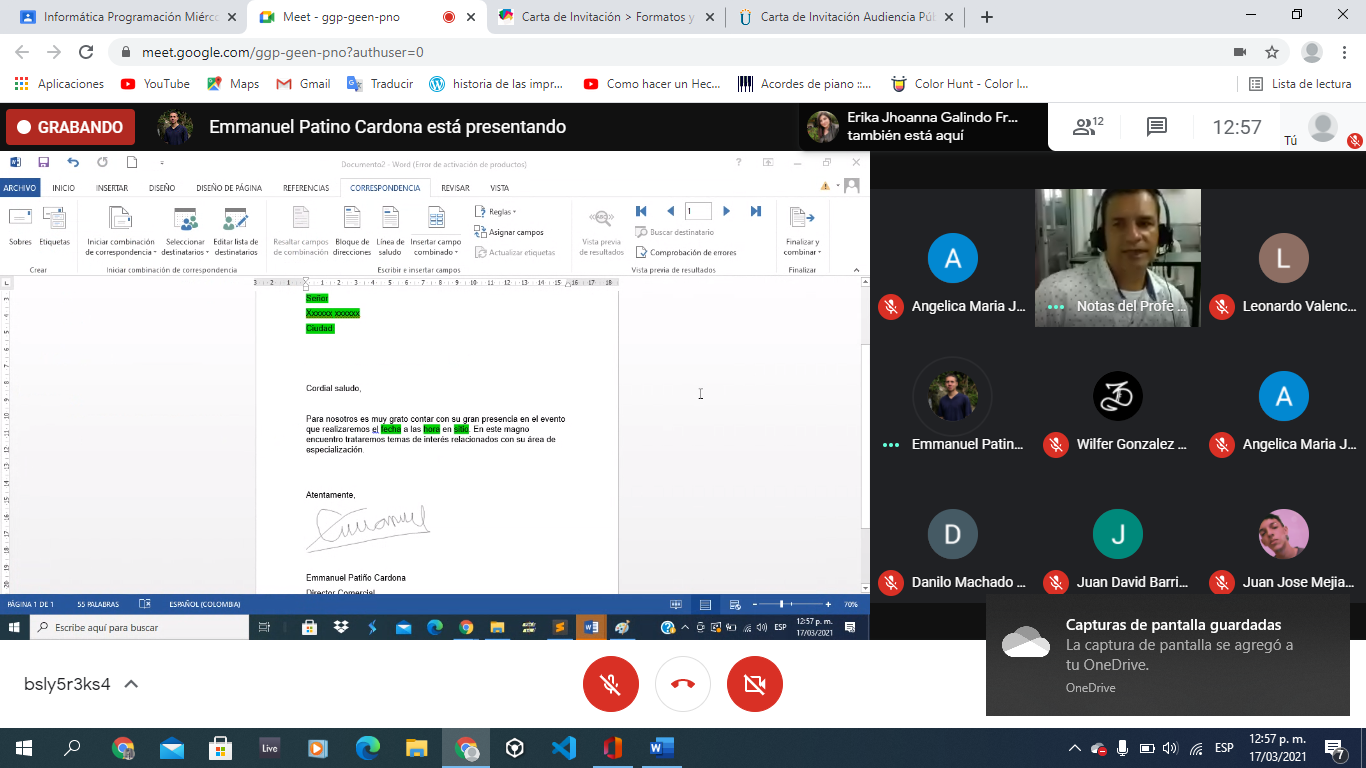 Informática Programación Miérc
Meet - ggp-geen-pno
Carta de Invitación > Formatos y
Carta de Invitación Audiencia Púl
meet.google.com/ggp-geen-pno?authuser=0
Aplicaciones
YouTube
Maps
Gmail
Traducir
historia de las impr...
Como hacer un Hec...
Acordes de piano ::...
Color Hunt - Color I...
Lista de lectura
GRABANDO
Emmanuel Patino Cardona está presentando
Erika Jhoanna Galindo Fr...
también está aquí
12
12:57
Tú
Documento2 - Word (Error de activación de productos)
ARCHIVO
INICIO
INSERTAR
DISEÑO
DISEÑO DE PÁGINA
REFERENCIAS
CORRESPONDENCIA
REVISAR
VISTA
Sobres
Etiquetas
Crear
Iniciar combinación
de correspondencia
Seleccionar
destinatarios
Editar lista de
destinatarios
Iniciar combinación de correspondencia
Resaltar campos
de combinación
Bloque de
direcciones
Línea de
saludo
Insertar campo
combinado
Reglas
Asignar campos
Actualizar etiquetas
Escribir e insertar campos
Vista previa
de resultados
1
Buscar destinatario
Comprobación de errores
Vista previa de resultados
Finalizar y
combinar
Finalizar
Señor
Xxxxxx xxxxxx
Ciudad.
Cordial saludo,
Para nosotros es muy grato contar con su gran presencia en el evento
que realizaremos el fecha a las hora en sitio. En este magno
encuentro trataremos temas de interés relacionados con su área de
especialización.
Atentamente,
Emmanuel
Emmanuel Patiño Cardona
Director Comercial
PÁGINA 1 DE 1
55 PALABRAS
ESPAÑOL (COLOMBIA)
70%
Escribe aquí para buscar
ESP
12:57 p. m.
17/03/2021
A
Angelica Maria J...
Notas del Profe ...
L
Leonardo Valenc...
Emmanuel Patin...
Wilfer Gonzalez ...
A
Angelica Maria J...
D
Danilo Machado ...
J
Juan David Barri...
Juan Jose Mejia...
Capturas de pantalla guardadas
La captura de pantalla se agregó a
tu OneDrive.
OneDrive
bsly5r3ks4
Live
ESP
12:57 p. m.
17/03/2021
7